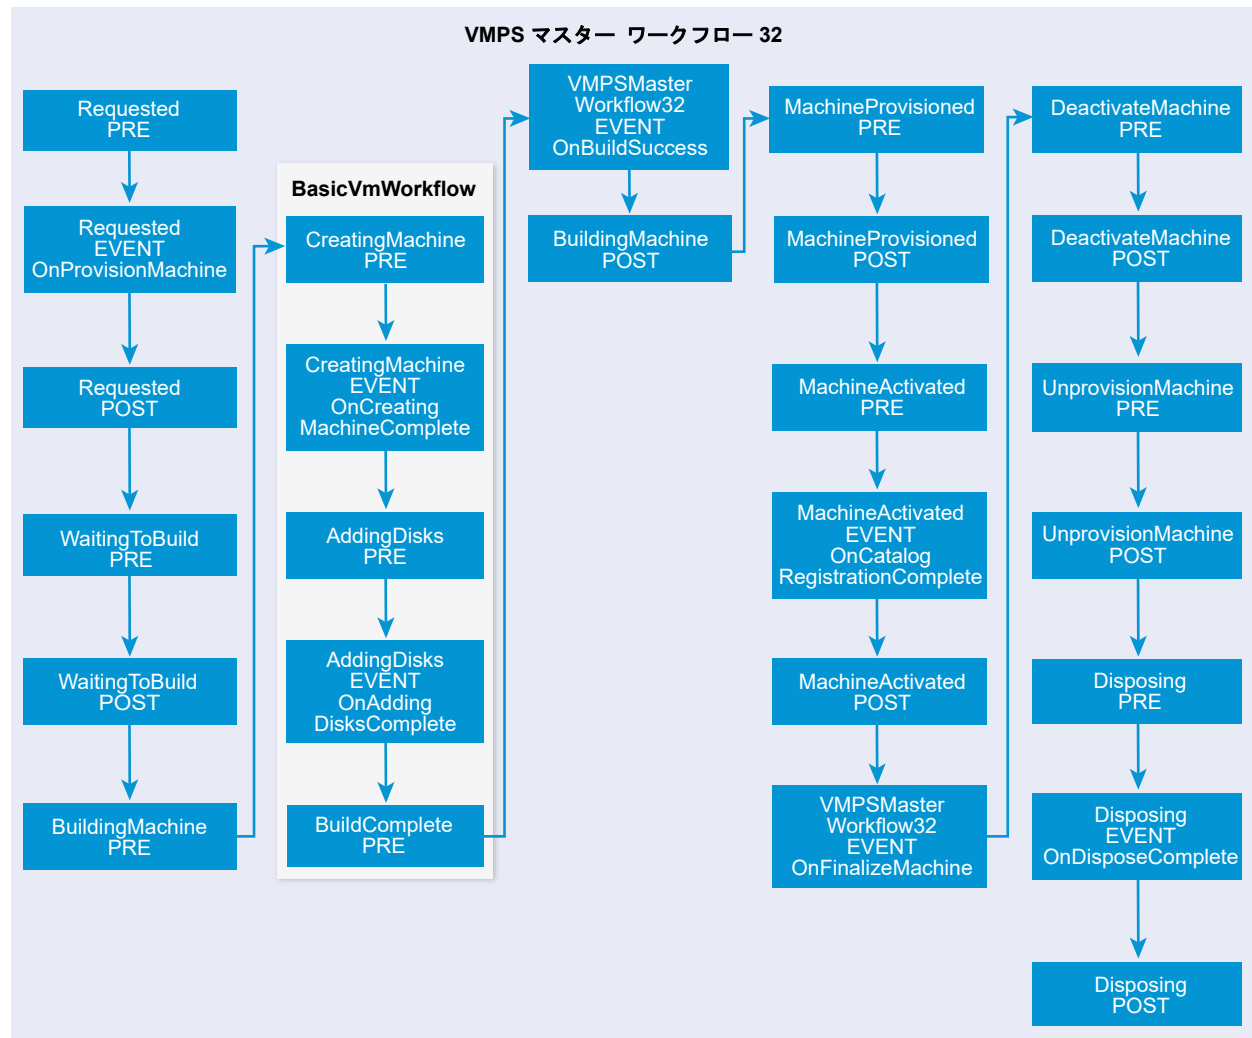 VMPS マスター ワークフロー 32
Requested
PRE
Requested
EVENT
OnProvisionMachine
Requested
POST
WaitingToBuild
PRE
WaitingToBuild
POST
BuildingMachine
PRE
BasicVmWorkflow
CreatingMachine
PRE
CreatingMachine
EVENT
OnCreating
MachineComplete
AddingDisks
PRE
AddingDisks
EVENT
OnAdding
DisksComplete
BuildComplete
PRE
VMPSMaster
Workflow32
EVENT
OnBuildSuccess
BuildingMachine
POST
MachineProvisioned
PRE
MachineProvisioned
POST
MachineActivated
PRE
MachineActivated
EVENT
OnCatalog
RegistrationComplete
MachineActivated
POST
VMPSMaster
Workflow32
EVENT
OnFinalizeMachine
DeactivateMachine
PRE
DeactivateMachine
POST
UnprovisionMachine
PRE
UnprovisionMachine
POST
Disposing
PRE
Disposing
EVENT
OnDisposeComplete
Disposing
POST